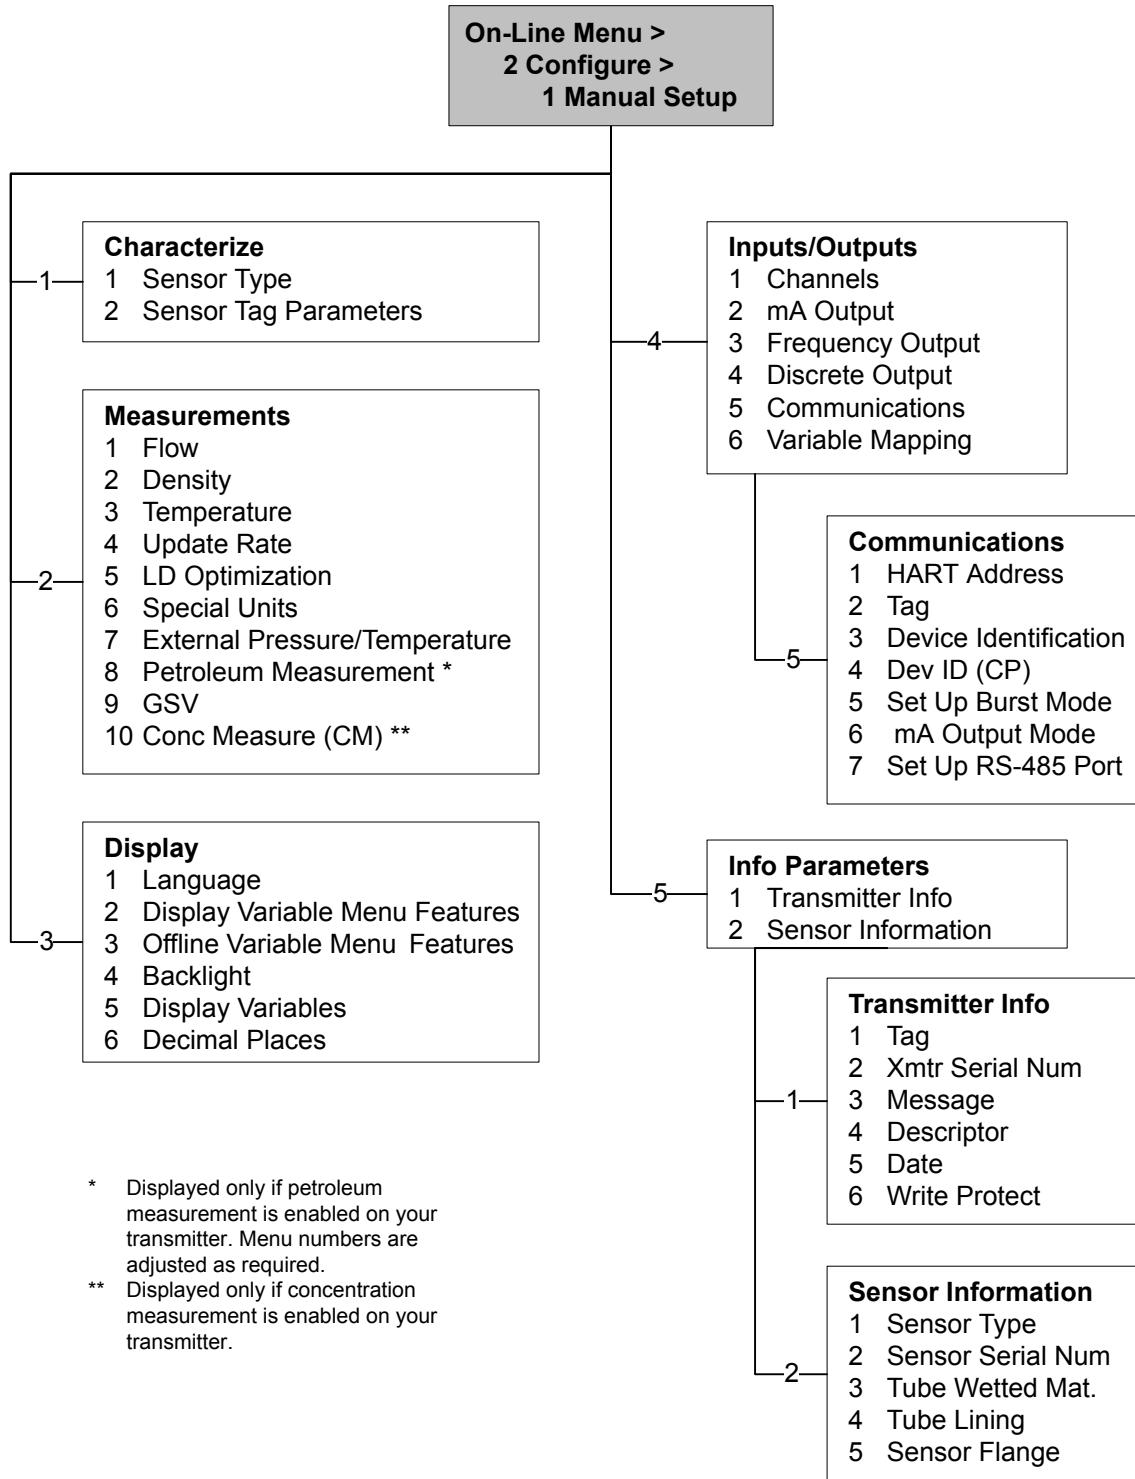 On-Line Menu >
2 Configure >
1 Manual Setup
1
Characterize
1 Sensor Type
2 Sensor Tag Parameters
2
Measurements
1 Flow
2 Density
3 Temperature
4 Update Rate
5 LD Optimization
6 Special Units
7 External Pressure/Temperature
8 Petroleum Measurement *
9 GSV
10 Conc Measure (CM) **
3
Display
1 Language
2 Display Variable Menu Features
3 Offline Variable Menu Features
4 Backlight
5 Display Variables
6 Decimal Places
* Displayed only if petroleum
measurement is enabled on your
transmitter. Menu numbers are
adjusted as required.
** Displayed only if concentration
measurement is enabled on your
transmitter.
4
Inputs/Outputs
1 Channels
2 mA Output
3 Frequency Output
4 Discrete Output
5 Communications
6 Variable Mapping
5
Communications
1 HART Address
2 Tag
3 Device Identification
4 Dev ID (CP)
5 Set Up Burst Mode
6 mA Output Mode
7 Set Up RS-485 Port
5
Info Parameters
1 Transmitter Info
2 Sensor Information
1
Transmitter Info
1 Tag
2 Xmtr Serial Num
3 Message
4 Descriptor
5 Date
6 Write Protect
2
Sensor Information
1 Sensor Type
2 Sensor Serial Num
3 Tube Wetted Mat.
4 Tube Lining
5 Sensor Flange